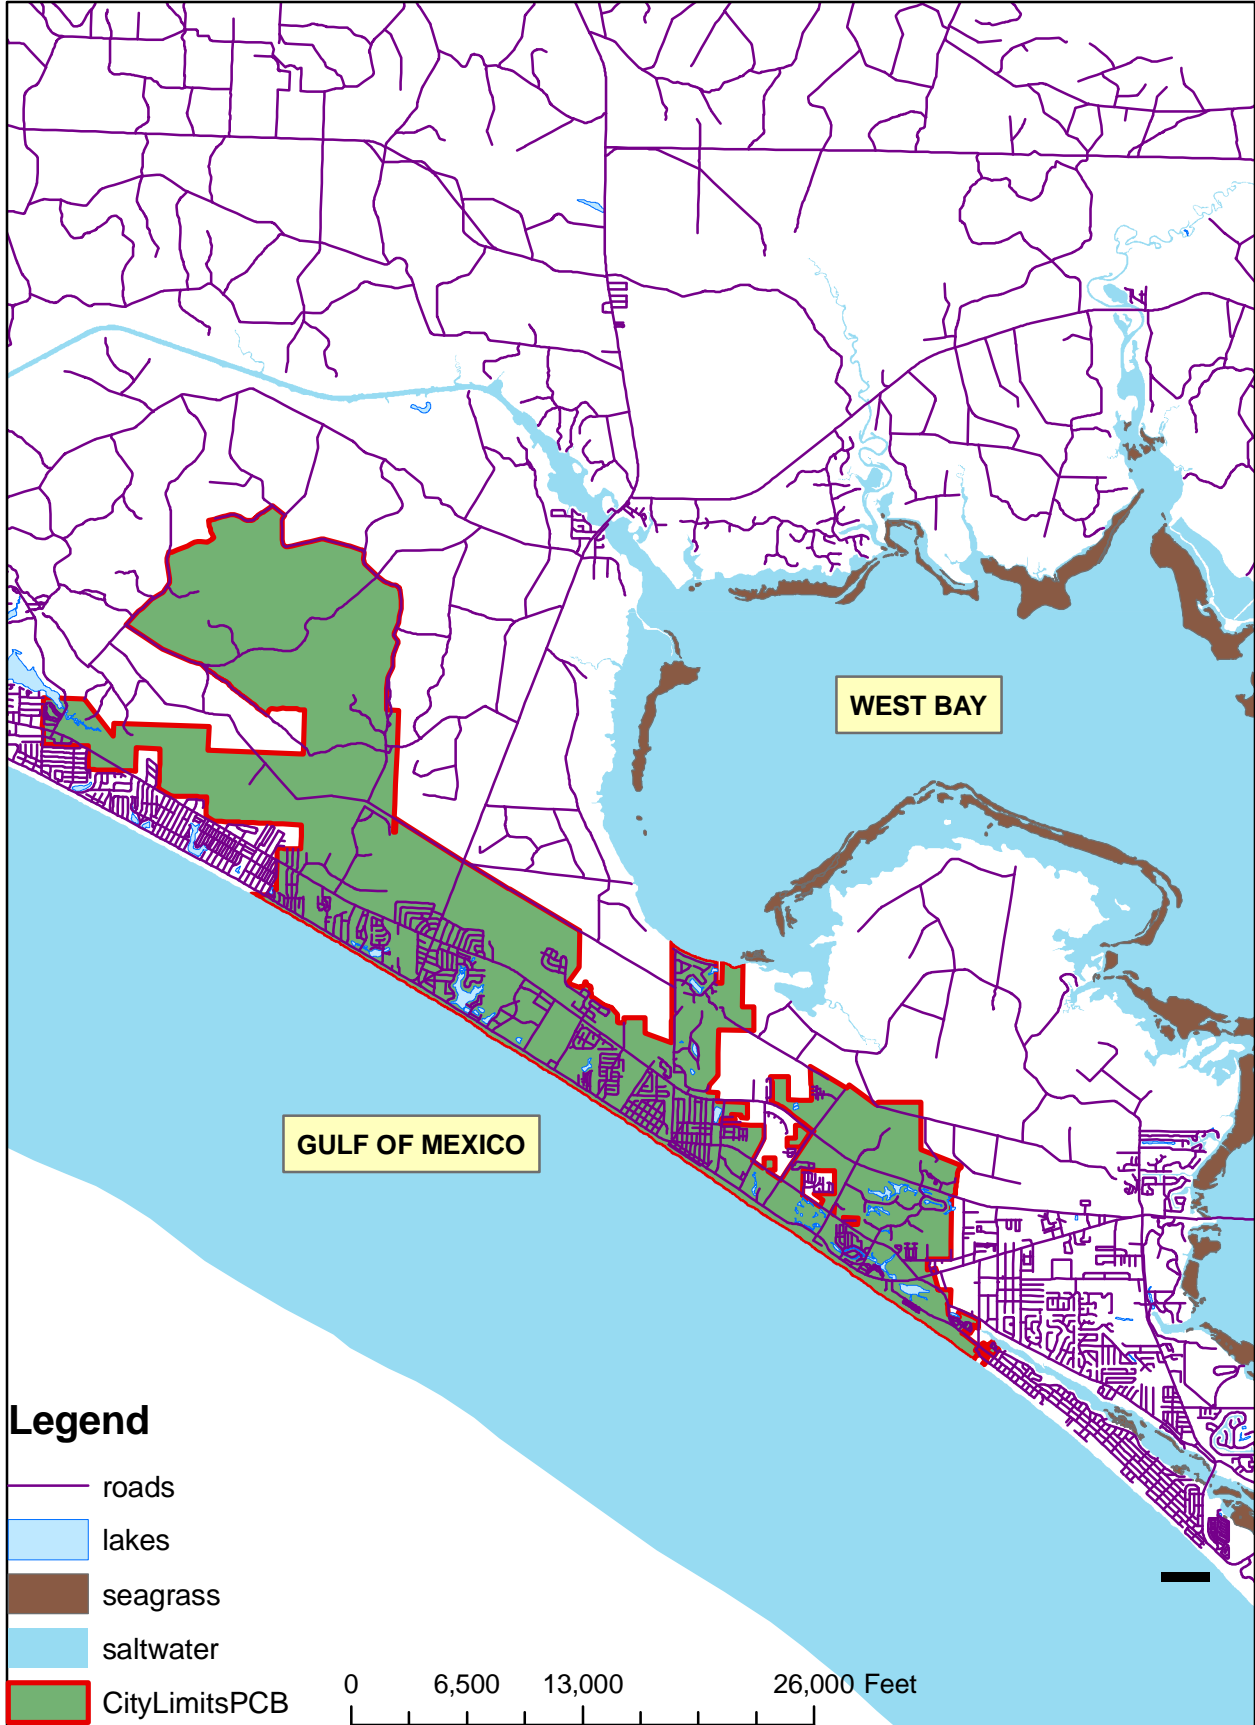 WEST BAY
GULF OF MEXICO
Legend
roads
lakes
seagrass
saltwater
CityLimitsPCB
0 6,500 13,000 26,000 Feet